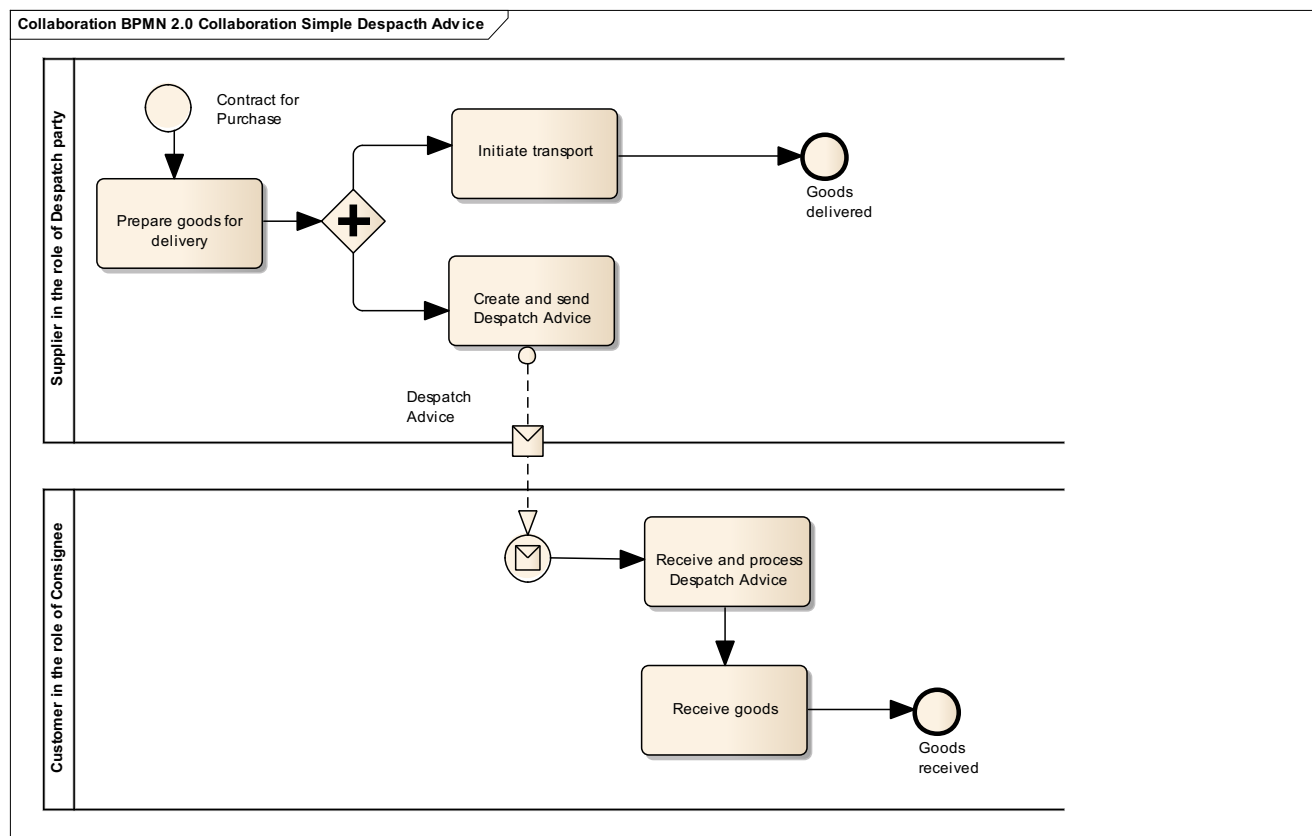 Collaboration BPMN 2.0 Collaboration Simple Despacth Advice
Supplier in the role of Despatch party
Contract for
Purchase
Prepare goods for
delivery
Initiate transport
Goods
delivered
Create and send
Despatch Advice
Despatch
Advice
Customer in the role of Consignee
Receive and process
Despatch Advice
Receive goods
Goods
received